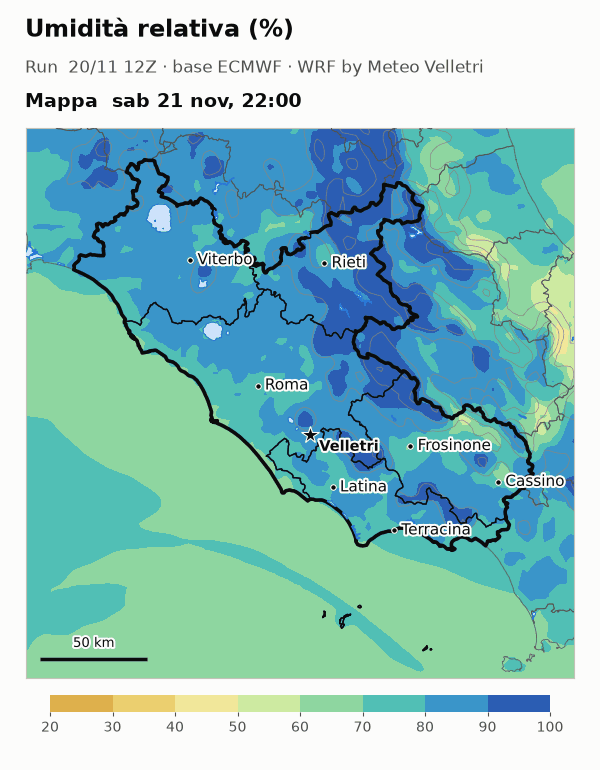 Umidità relativa (%)
Run  20/11 12Z · base ECMWF · WRF by Meteo Velletri
Mappa  sab 21 nov, 22:00
Viterbo
Rieti
Roma
Velletri
Frosinone
Latina
Cassino
Terracina
50 km
20 30 40 50 60 70 80 90 100